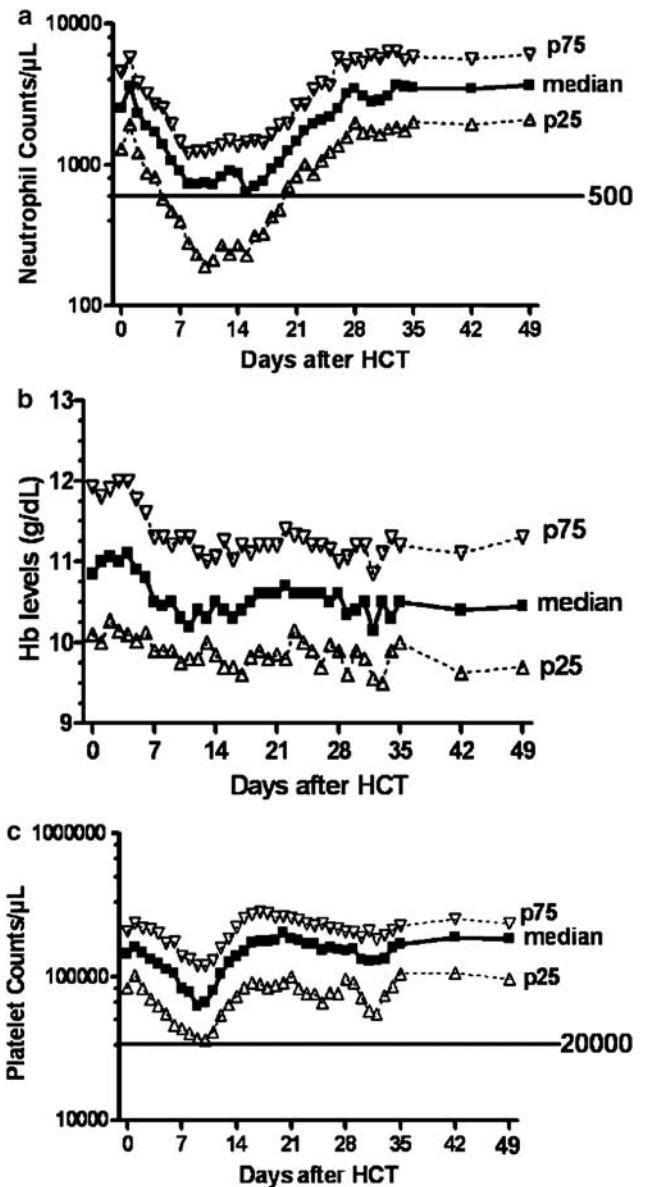 a
10000
p75
median
p25
1000
500
100
Neutrophil Counts/µL
0 7 14 21 28 35 42 49
Days after HCT
b
13
12
11
10
9
p75
median
p25
Hb levels (g/dL)
0 7 14 21 28 35 42 49
Days after HCT
c
1000000
p75
median
p25
100000
20000
10000
Platelet Counts/µL
0 7 14 21 28 35 42 49
Days after HCT